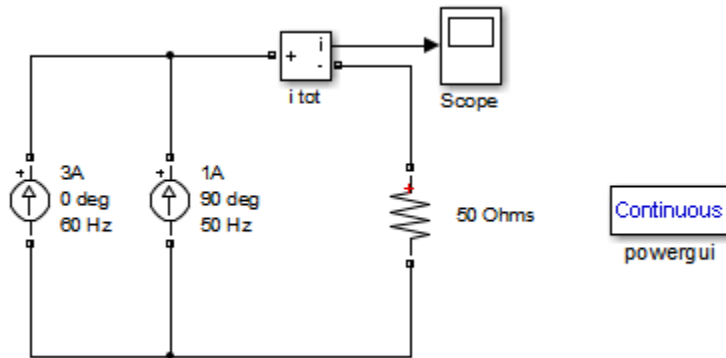 +
i
-
i tot
Scope
+
3A
0 deg
60 Hz
+
1A
90 deg
50 Hz
+
50 Ohms
Continuous
powergui